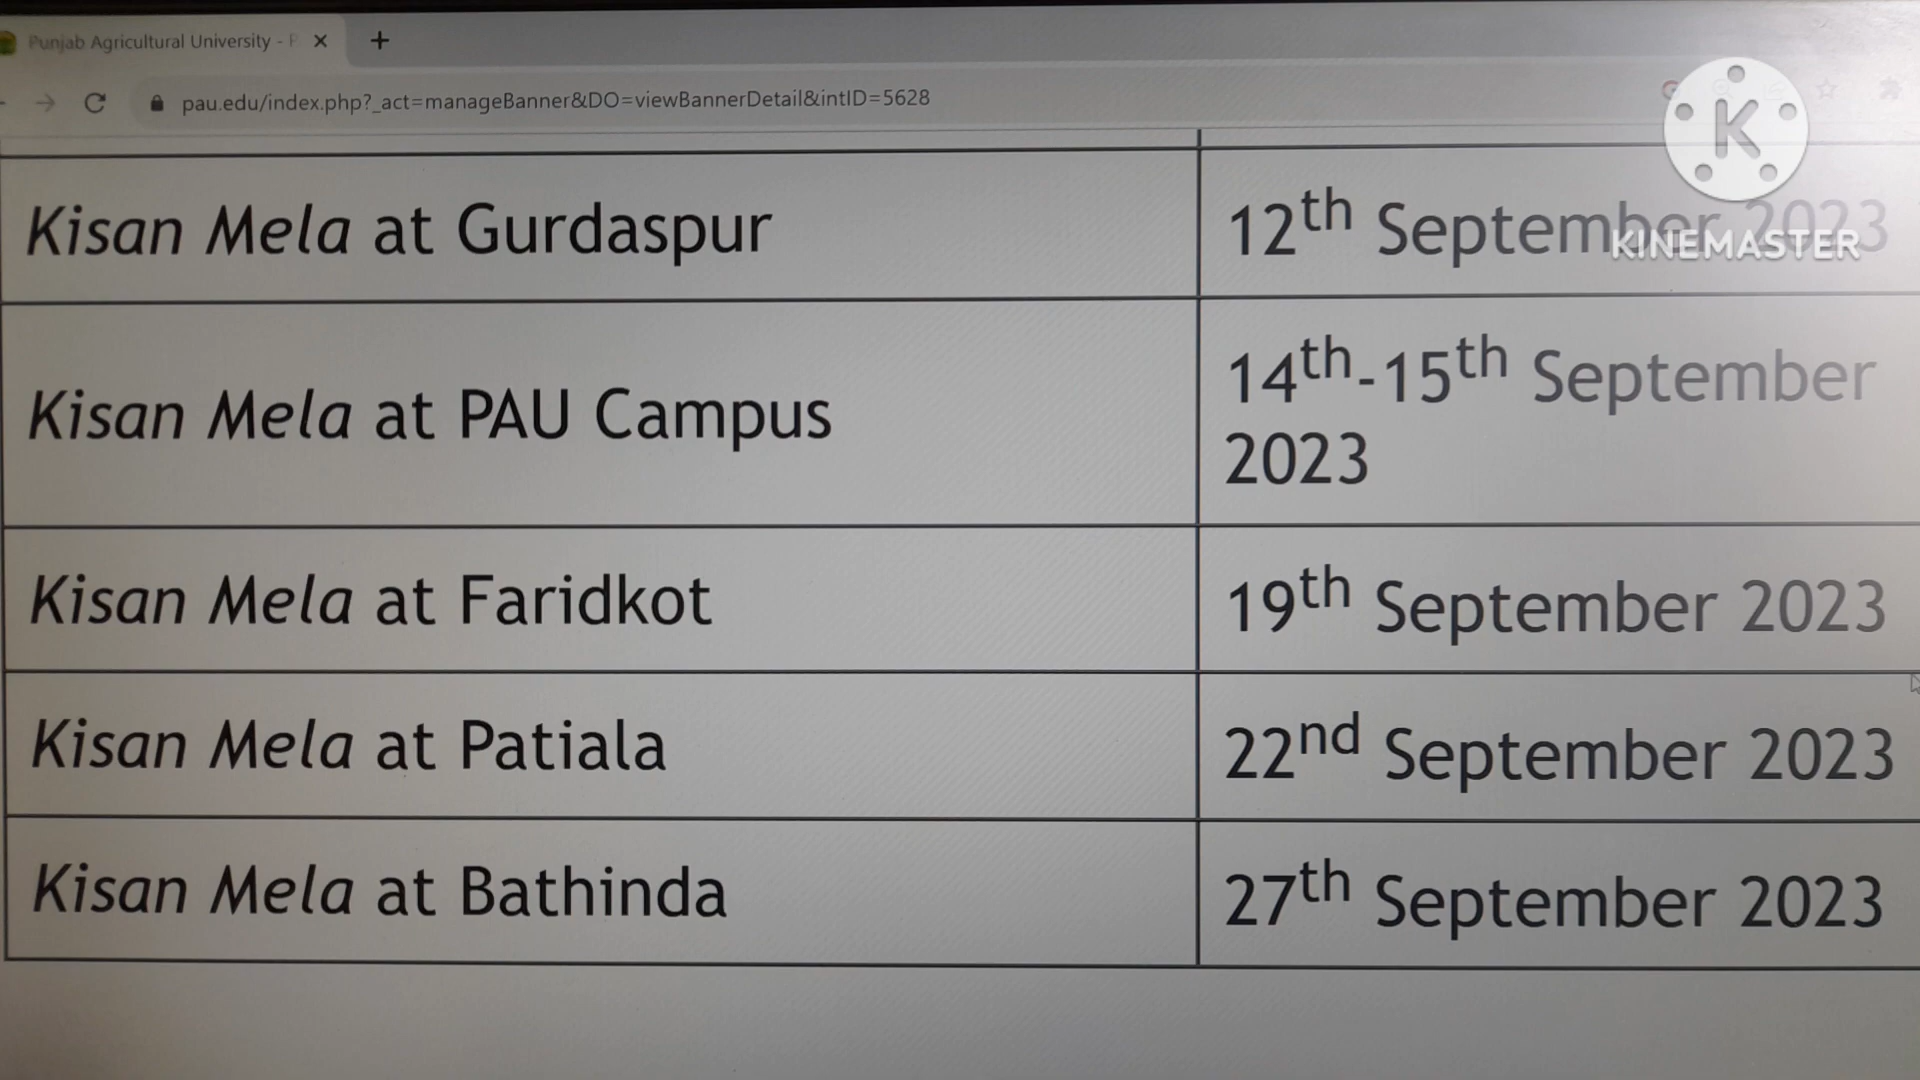 Punjab Agricultural University - P
pau.edu/index.php?_act=manageBanner&DO=viewBannerDetail&intID=5628
K
KINEMASTER
Kisan Mela at Gurdaspur 12th September 2023
Kisan Mela at PAU Campus 14th-15th September
2023
Kisan Mela at Faridkot 19th September 2023
Kisan Mela at Patiala 22nd September 2023
Kisan Mela at Bathinda 27th September 2023